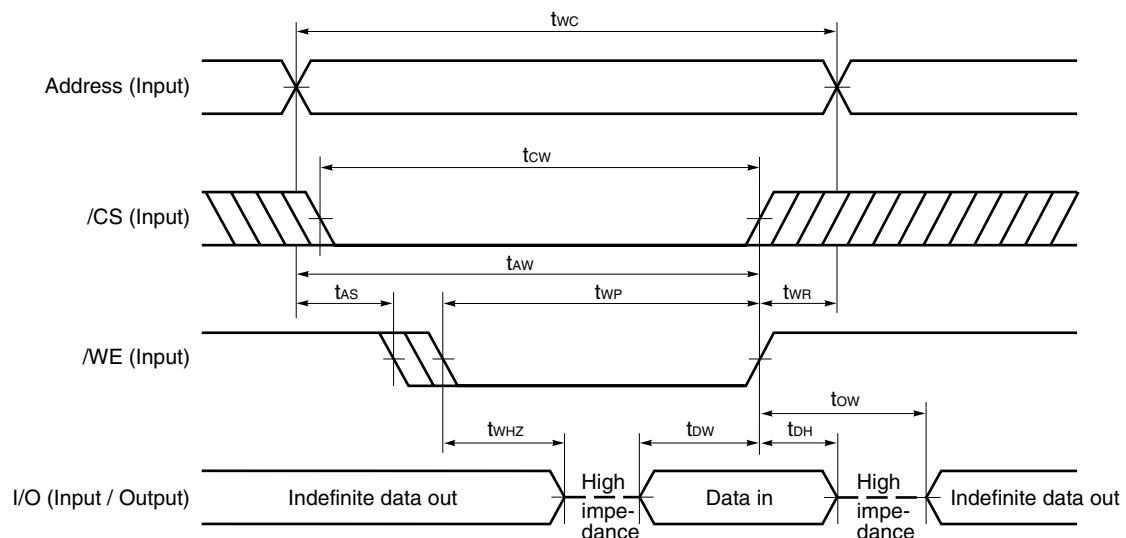 tWC
Address (Input)
tCW
/CS (Input)
tAW
tAS
tWP
tWR
/WE (Input)
tOW
tWHZ
tDW
tDH
I/O (Input / Output)
Indefinite data out
High
impe-
dance
Data in
High
impe-
dance
Indefinite data out